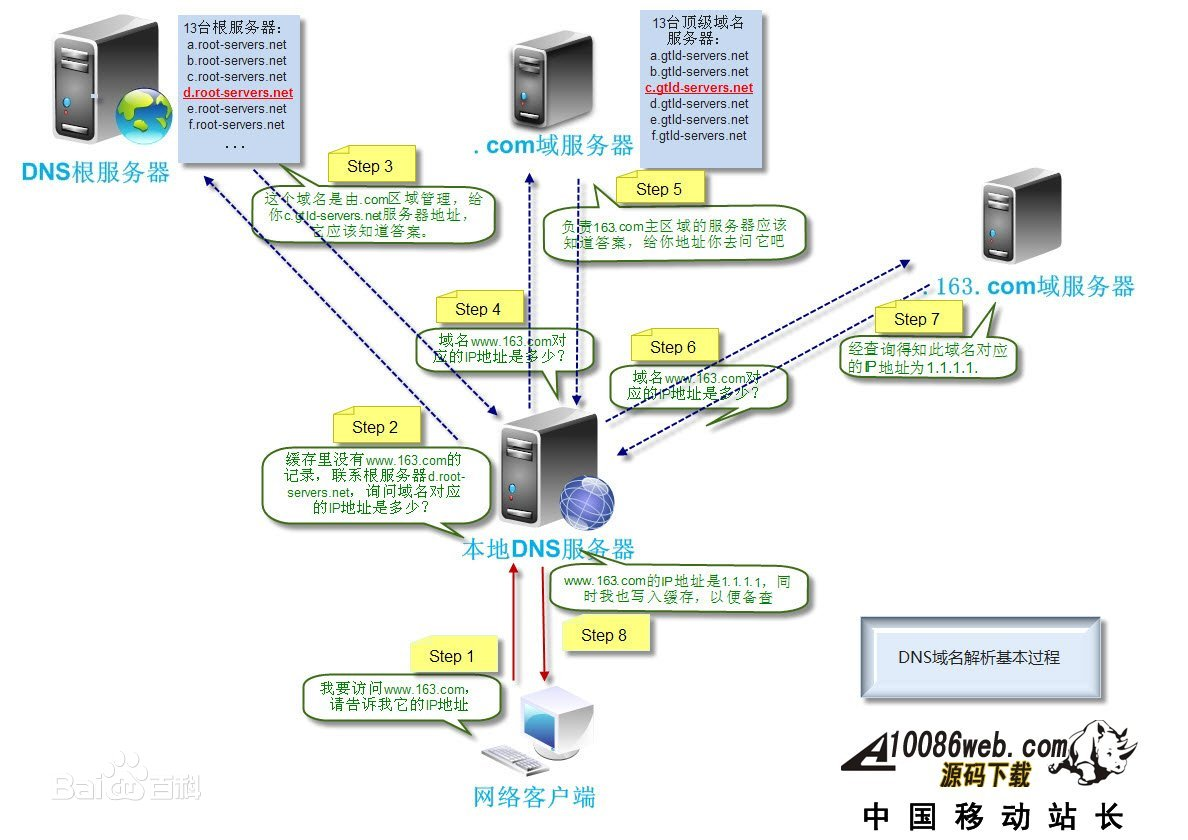 13台根服务器：
a.root-servers.net
b.root-servers.net
c.root-servers.net
d.root-servers.net
e.root-servers.net
f.root-servers.net
...
DNS根服务器
13台顶级域名
服务器：
a.gtld-servers.net
b.gtld-servers.net
c.gtld-servers.net
d.gtld-servers.net
e.gtld-servers.net
f.gtld-servers.net
.com域服务器
Step 3
这个域名是由.com区域管理，给
你c.gtld-servers.net服务器地址，
它应该知道答案。
Step 5
负责163.com主区域的服务器应该
知道答案，给你地址你去问它吧
.163.com域服务器
Step 4
域名www.163.com对
应的IP地址是多少？
Step 6
域名www.163.com对
应的IP地址是多少？
Step 7
经查询得知此域名对应
的IP地址为1.1.1.1.
Step 2
缓存里没有www.163.com的
记录，联系根服务器d.root-
servers.net，询问域名对应
的IP地址是多少？
本地DNS服务器
www.163.com的IP地址是1.1.1.1，同
时我也写入缓存，以便备查
Step 8
Step 1
我要访问www.163.com，
请告诉我它的IP地址
网络客户端
DNS域名解析基本过程
A10086web.com
源码下载
中国移动站长
Baidu百科